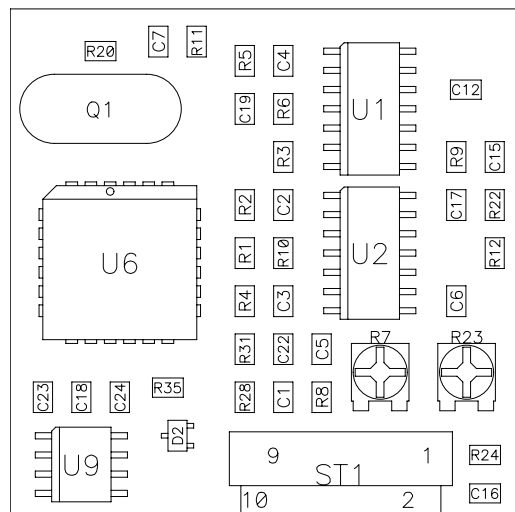 R20
C7
R11
R5
C4
C12
Q1
C19
R6
U1
R3
R9
C15
R2
C2
C17
R22
U6
R1
R10
U2
R12
R4
C3
C6
R31
C22
C5
R7
R23
C23
C18
C24
R35
R28
C1
R8
U9
D2
9
1
ST1
10
2
R24
C16